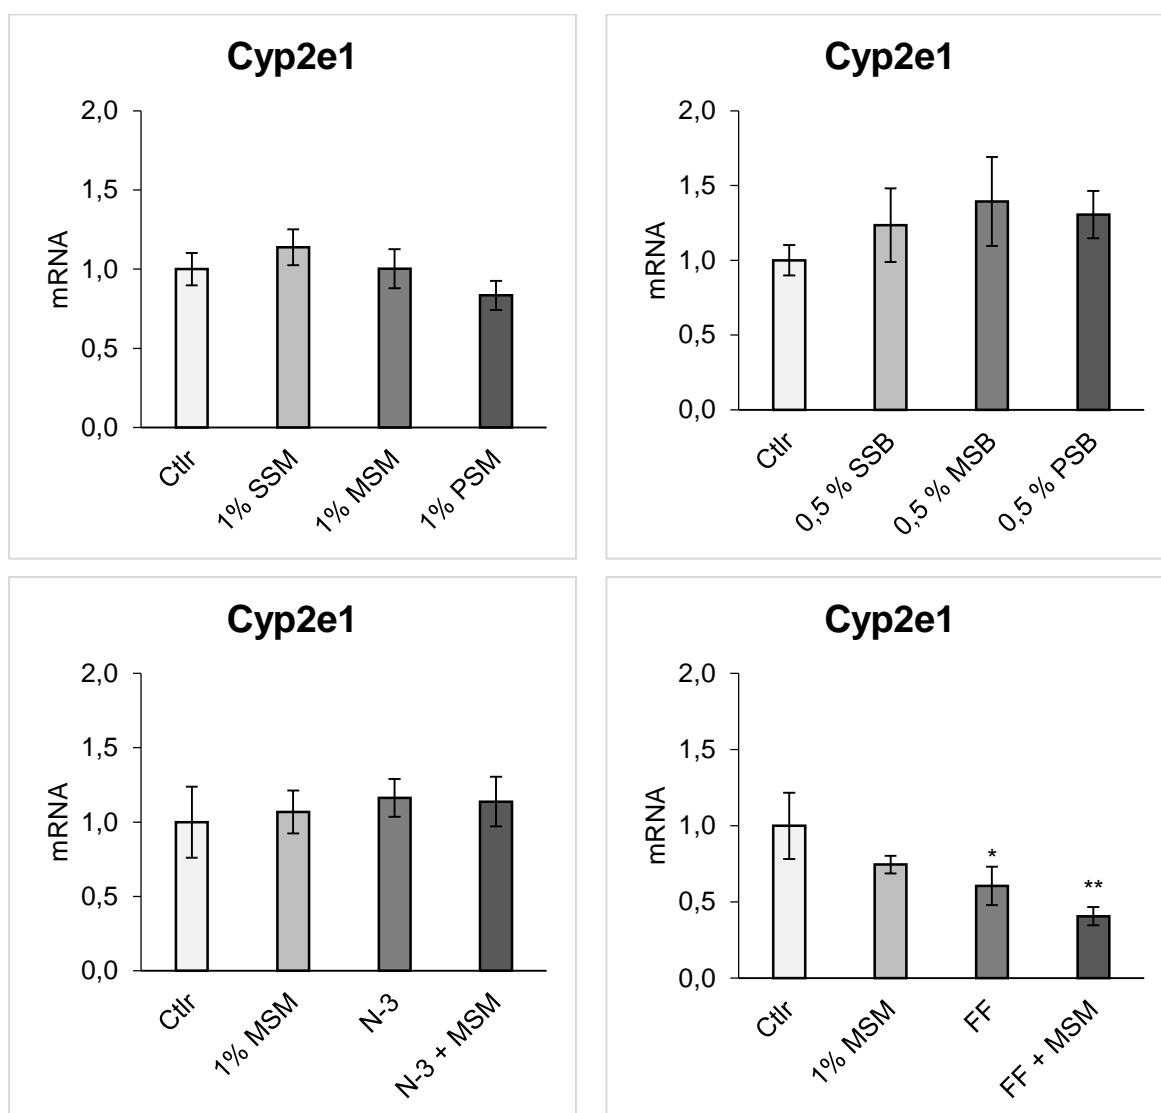 Cyp2e1
2,0
1,5
1,0
0,5
0,0
mRNA
Ctlr
1% SSM
1% MSM
1% PSM
Cyp2e1
2,0
1,5
1,0
0,5
0,0
mRNA
Ctlr
0,5 % SSB
0,5 % MSB
0,5 % PSB
Cyp2e1
2,0
1,5
1,0
0,5
0,0
mRNA
Ctlr
1% MSM
N-3
N-3 + MSM
Cyp2e1
2,0
1,5
1,0
0,5
0,0
mRNA
*
**
Ctlr
1% MSM
FF
FF + MSM